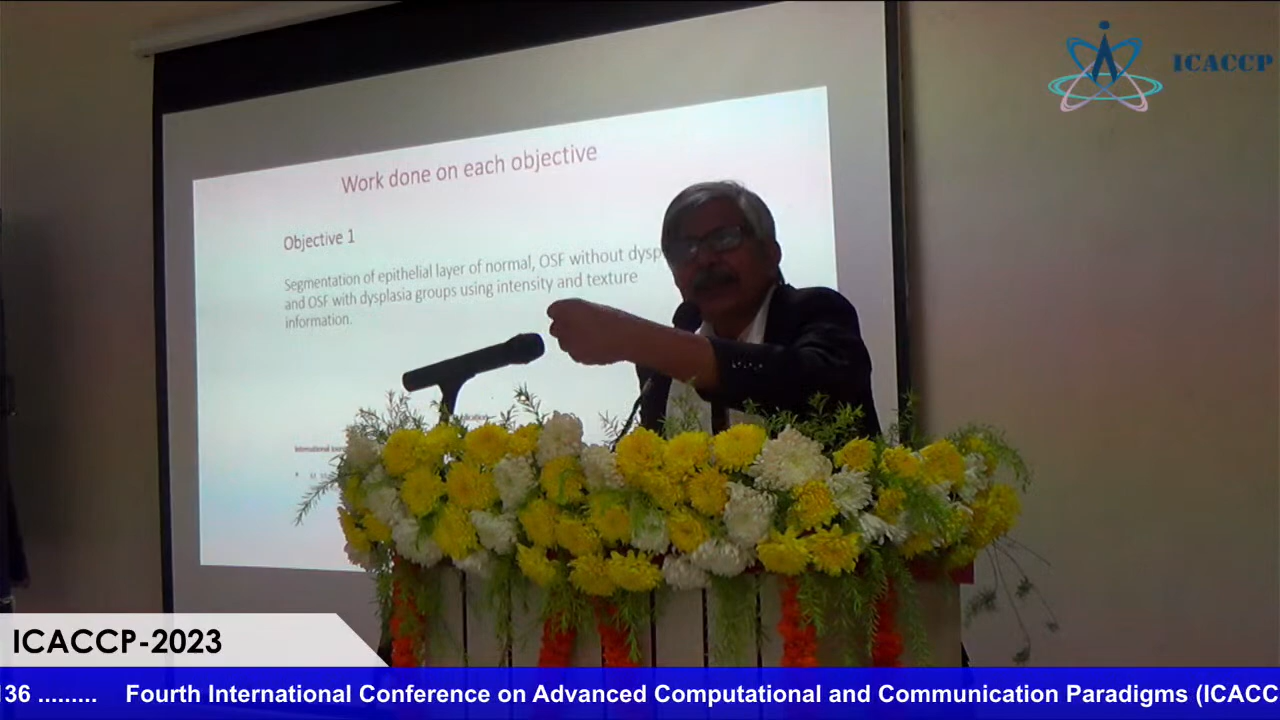 ICACCP
Work done on each objective
Objective 1
Segmentation of epithelial layer of normal, OSF without dysp
and OSF with dysplasia groups using intensity and texture
information.
International
ICACCP-2023
136 ......... Fourth International Conference on Advanced Computational and Communication Paradigms (ICACC